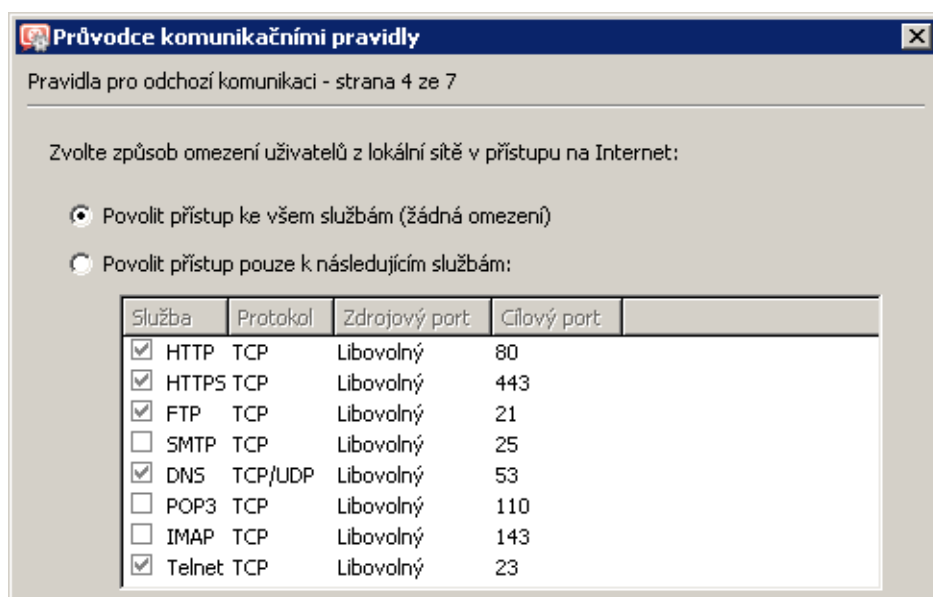 Průvodce komunikačními pravidly
Pravidla pro odchozí komunikaci - strana 4 ze 7
Zvolte způsob omezení uživatelů z lokální sítě v přístupu na Internet:
Povolit přístup ke všem službám (žádná omezení)
Povolit přístup pouze k následujícím službám:
Služba Protokol Zdrojový port Cílový port
HTTP TCP Libovolný 80
HTTPS TCP Libovolný 443
FTP TCP Libovolný 21
SMTP TCP Libovolný 25
DNS TCP/UDP Libovolný 53
POP3 TCP Libovolný 110
IMAP TCP Libovolný 143
Telnet TCP Libovolný 23